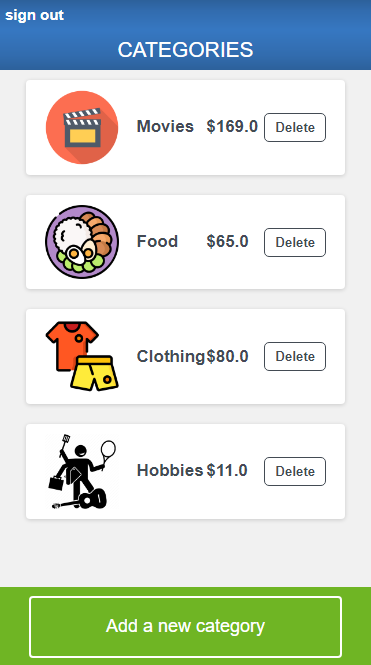 sign out
CATEGORIES
Movies $169.0 Delete
Food $65.0 Delete
Clothing $80.0 Delete
Hobbies $11.0 Delete
Add a new category